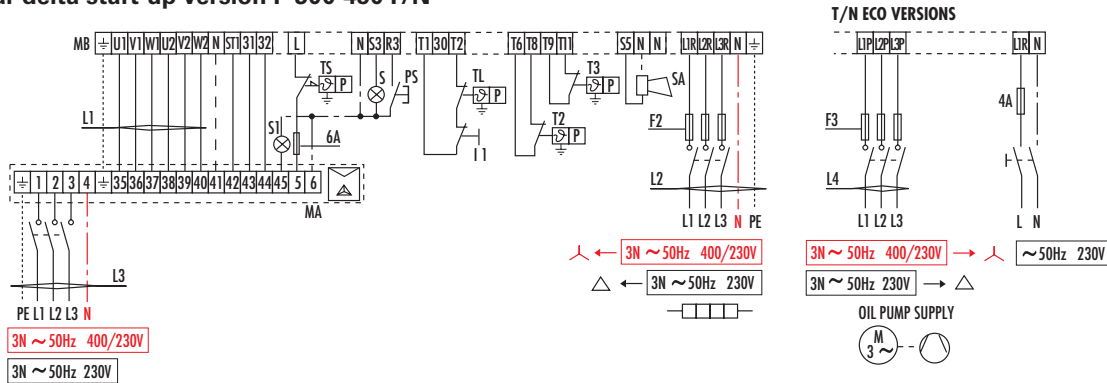 T/N ECO VERSIONS
MB ⏚ U1 V1 W1 U2 V2 W2 N ST1 31 32 L N S3 R3 T1 30 T2 T6 T8 T9 T11 S5 N N L1R L2R L3R N ⏚ L1P L2P L3P L1R N
TS P S PS TL P T3 P SA
L1 S1 6A I1 T2 P F2 F3 4A
L2 L4
⏚ 1 2 3 4 ⏚ 35 36 37 38 39 40 41 42 43 44 45 5 6
MA
L1 L2 L3 N PE L1 L2 L3 L N
3N ~ 50Hz 400/230V 3N ~ 50Hz 400/230V ~ 50Hz 230V
3N ~ 50Hz 230V 3N ~ 50Hz 230V
L3
PE L1 L2 L3 N
3N ~ 50Hz 400/230V
3N ~ 50Hz 230V
OIL PUMP SUPPLY
M
3 ~